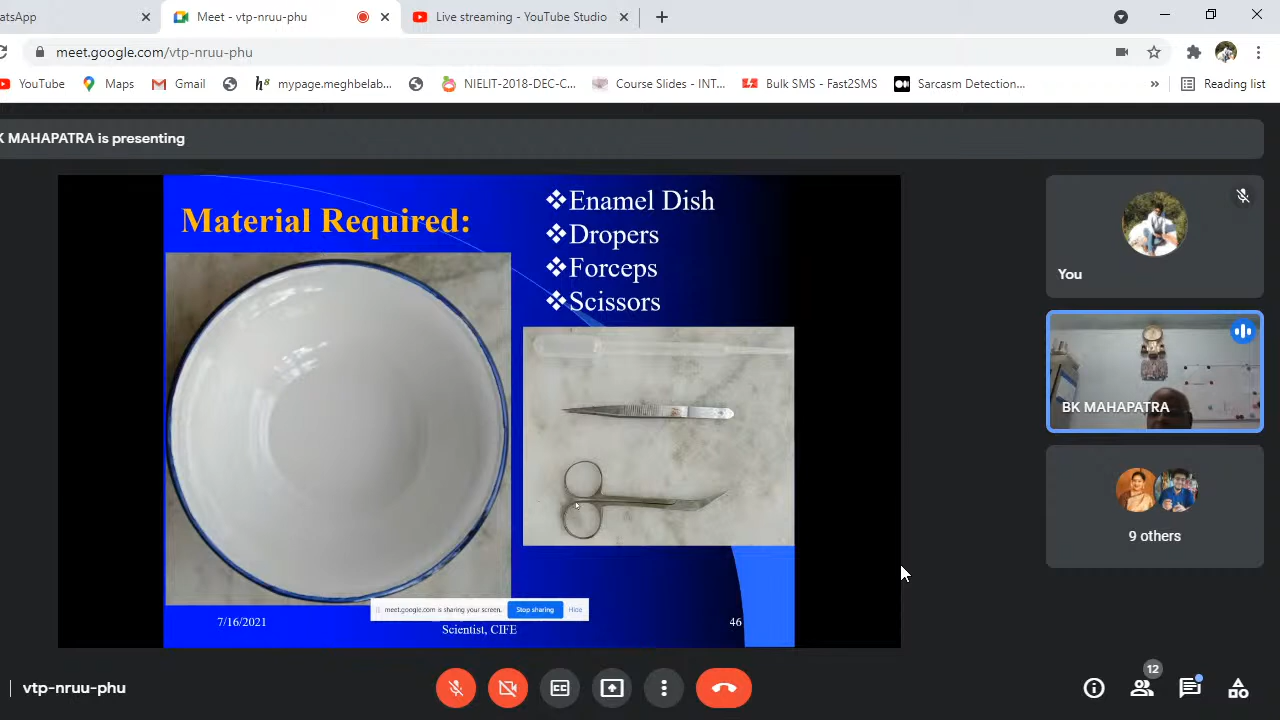 atsApp
Meet - vtp-nruu-phu
Live streaming - YouTube Studio
meet.google.com/vtp-nruu-phu
YouTube
Maps
Gmail
mypage.meghbelab...
NIELIT-2018-DEC-C...
Course Slides - INT...
Bulk SMS - Fast2SMS
Sarcasm Detection...
»
Reading list
K MAHAPATRA is presenting
Material Required:
❖Enamel Dish
❖Dropers
❖Forceps
❖Scissors
You
BK MAHAPATRA
9 others
meet.google.com is sharing your screen.
Stop sharing
Hide
7/16/2021
Scientist, CIFE
46
vtp-nruu-phu
CC
12